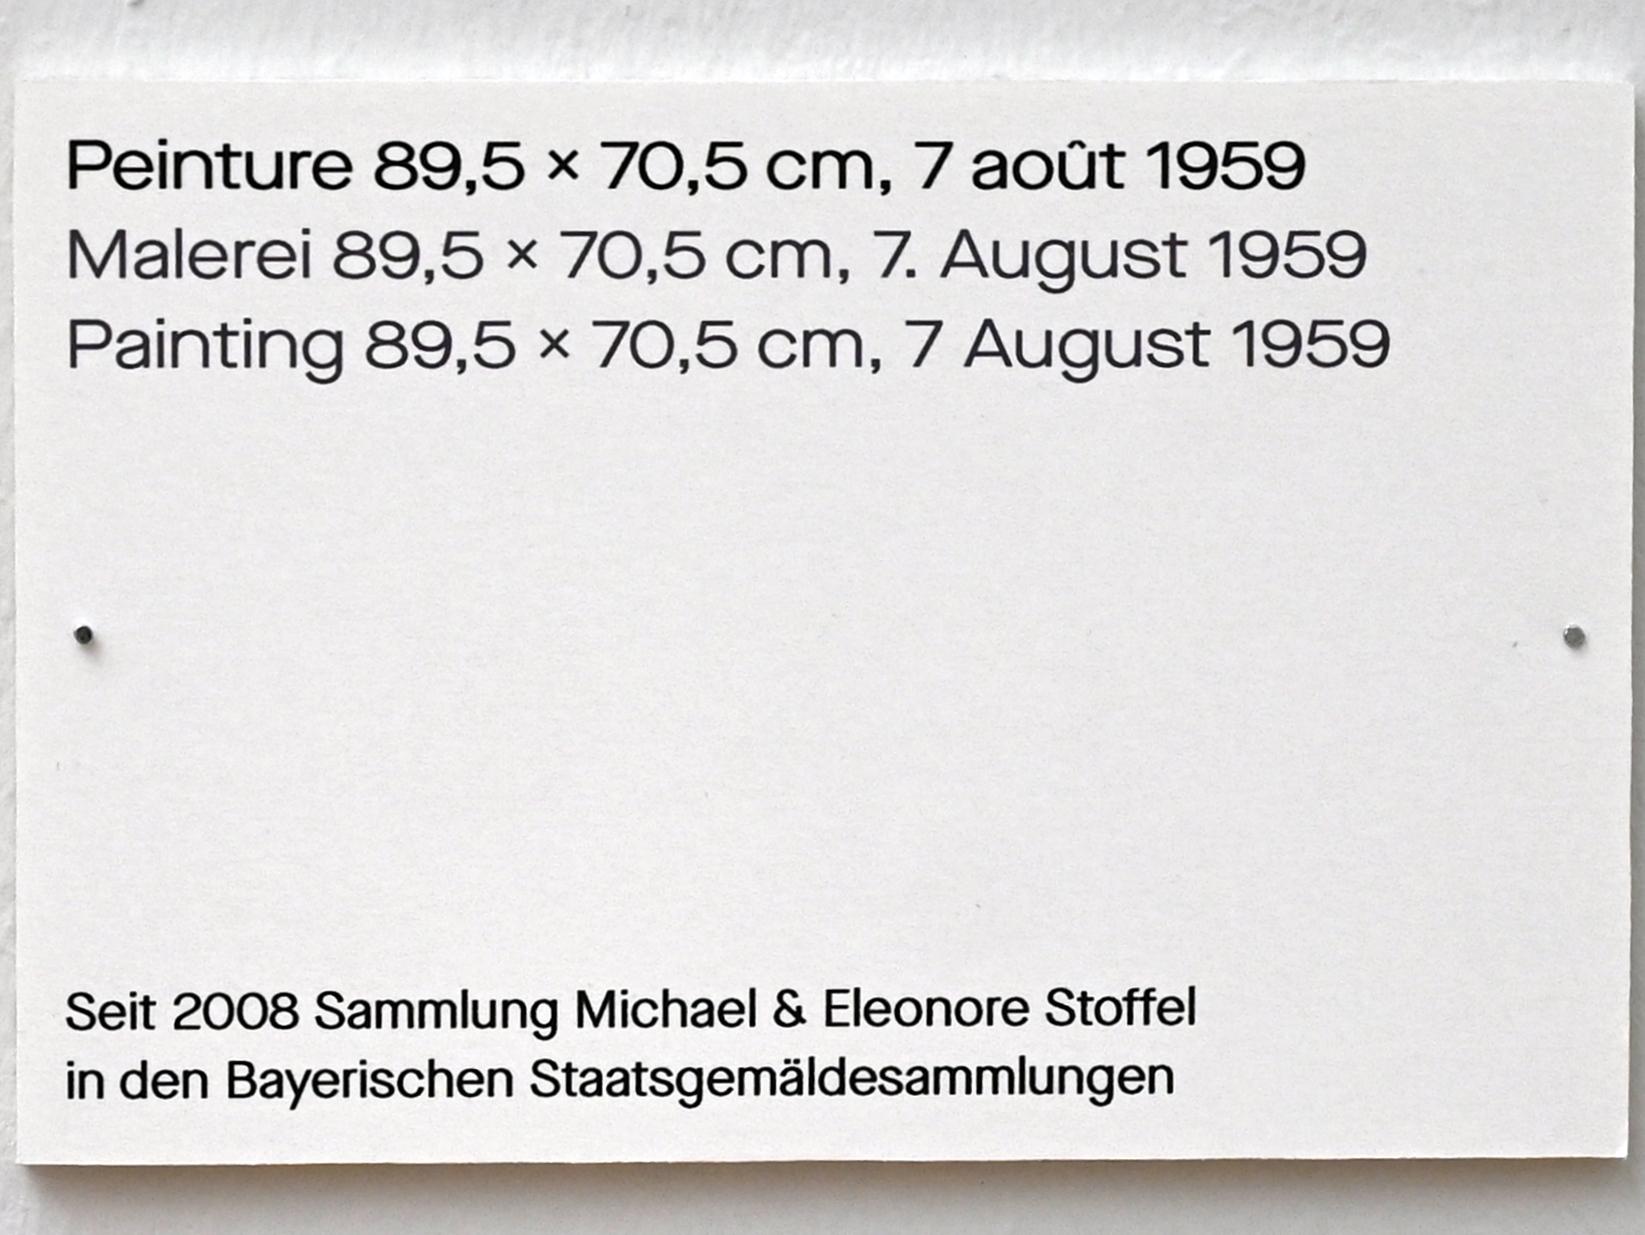 Peinture 89,5 × 70,5 cm, 7 août 1959
Malerei 89,5 × 70,5 cm, 7. August 1959
Painting 89,5 × 70,5 cm, 7 August 1959
Seit 2008 Sammlung Michael & Eleonore Stoffel
in den Bayerischen Staatsgemäldesammlungen